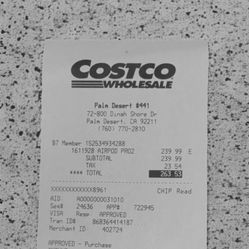 COSTCO
WHOLESALE
Palm Desert #441
72-800 Dinah Shore Dr
Palm Desert, CA 92211
(760) 770-2810
B7 Member 152534934288
1611928 AIRPOD PRO2 239.99 E
SUBTOTAL 239.99
TAX 23.54
**** TOTAL 263.53
XXXXXXXXXXXX8961 CHIP Read
AID: A0000000031010
Seq# 24636 APP#: 722945
VISA Resp: APPROVED
Tran ID#: 868364414187
Merchant ID: 402724
APPROVED - Purchase